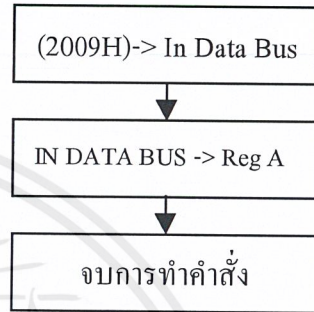 (2009H)-> In Data Bus
IN DATA BUS -> Reg A
จบการทำคำสั่ง